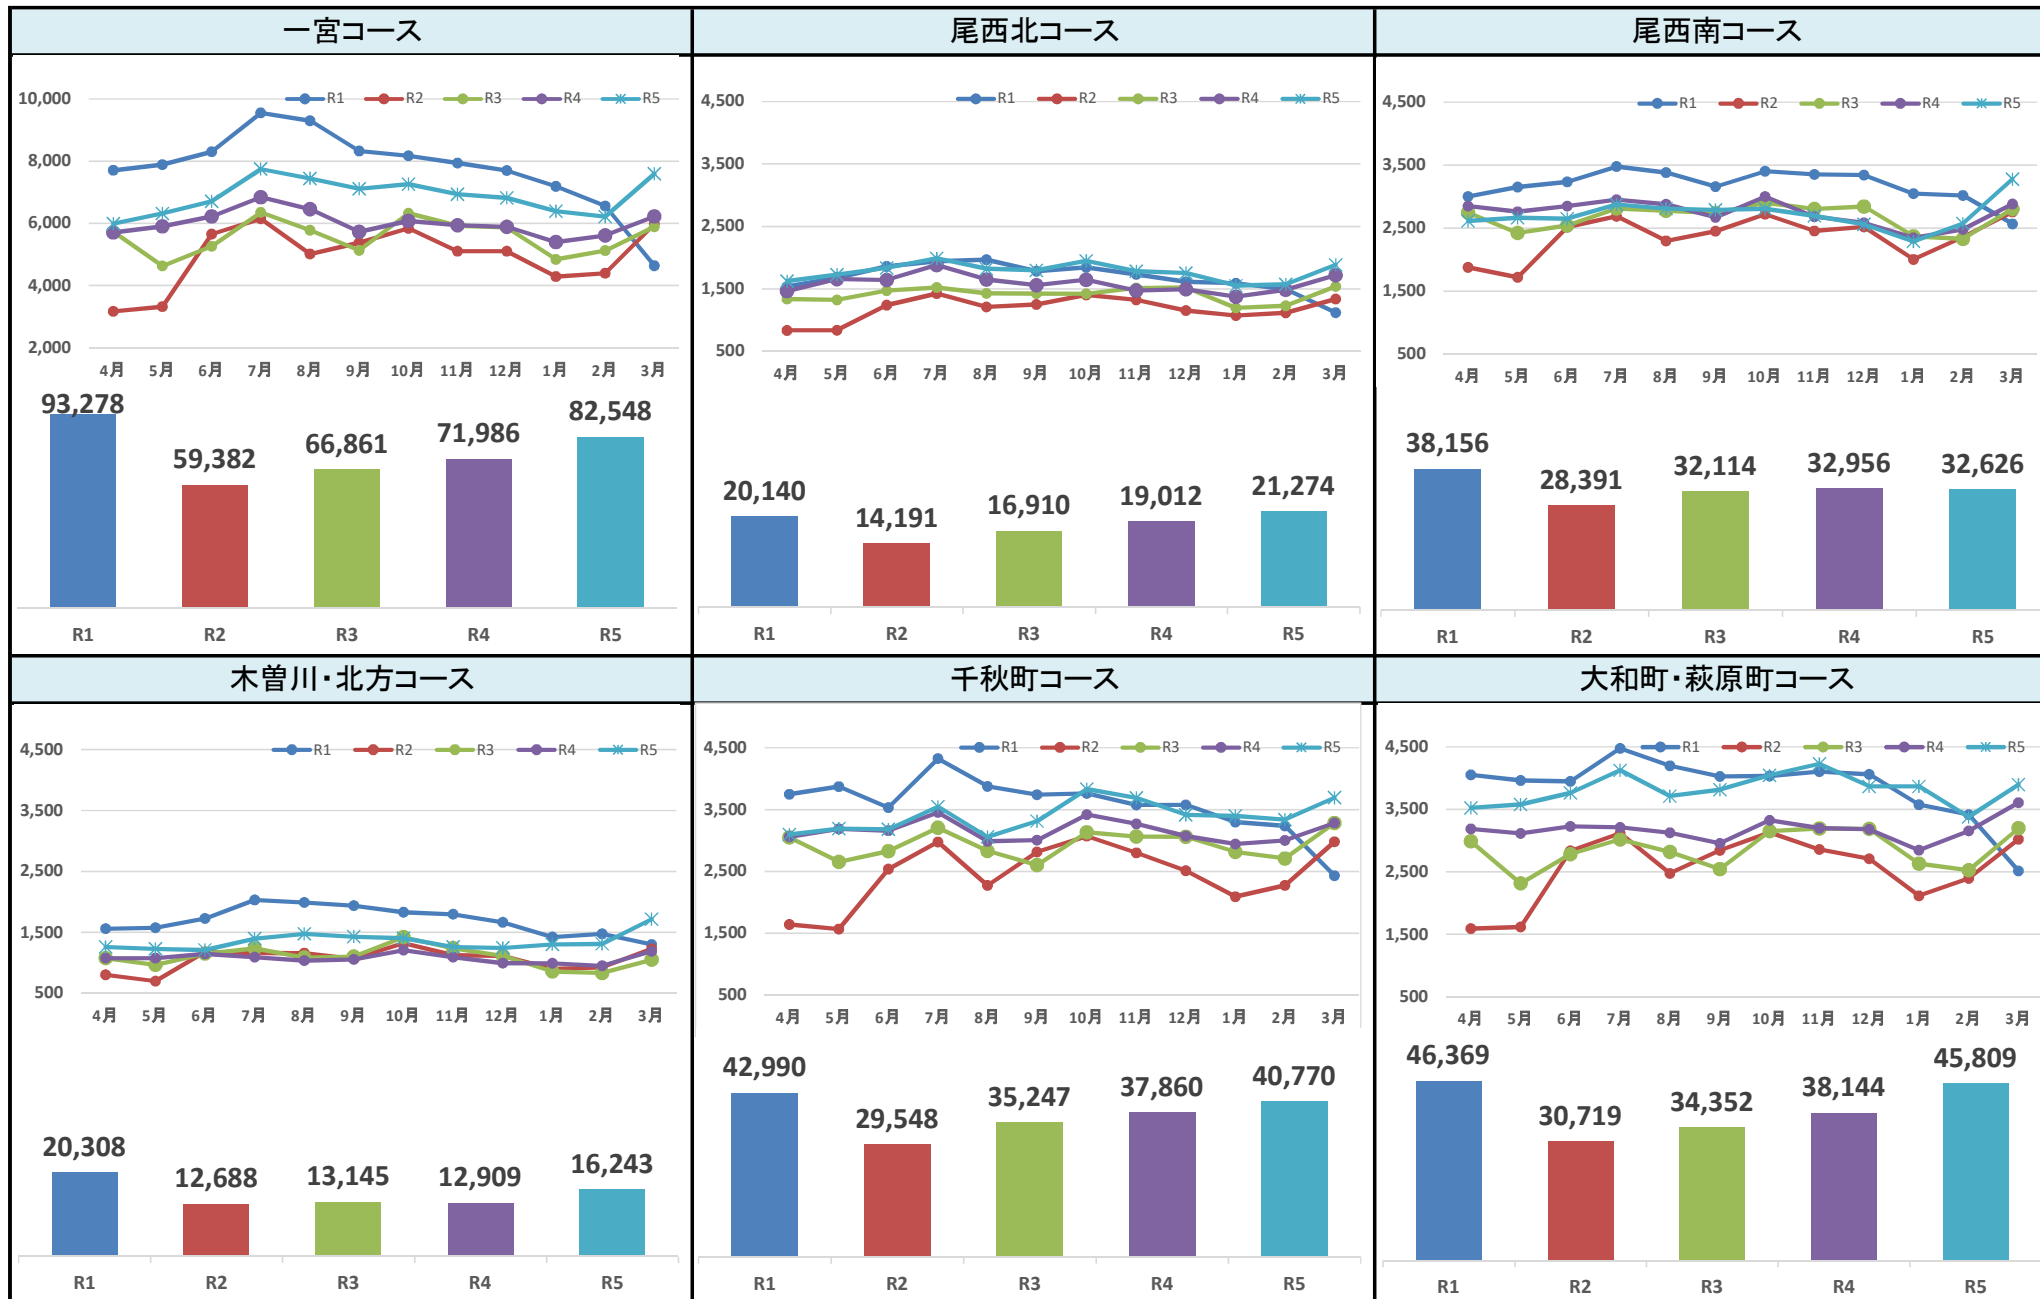 一宮コース
10,000
8,000
6,000
4,000
2,000
R1 R2 R3 R4 R5
4月 5月 6月 7月 8月 9月 10月 11月 12月 1月 2月 3月
93,278 59,382 66,861 71,986 82,548
R1 R2 R3 R4 R5
尾西北コース
4,500
3,500
2,500
1,500
500
R1 R2 R3 R4 R5
4月 5月 6月 7月 8月 9月 10月 11月 12月 1月 2月 3月
20,140 14,191 16,910 19,012 21,274
R1 R2 R3 R4 R5
尾西南コース
4,500
3,500
2,500
1,500
500
R1 R2 R3 R4 R5
4月 5月 6月 7月 8月 9月 10月 11月 12月 1月 2月 3月
38,156 28,391 32,114 32,956 32,626
R1 R2 R3 R4 R5
木曽川・北方コース
4,500
3,500
2,500
1,500
500
R1 R2 R3 R4 R5
4月 5月 6月 7月 8月 9月 10月 11月 12月 1月 2月 3月
20,308 12,688 13,145 12,909 16,243
R1 R2 R3 R4 R5
千秋町コース
4,500
3,500
2,500
1,500
500
R1 R2 R3 R4 R5
4月 5月 6月 7月 8月 9月 10月 11月 12月 1月 2月 3月
42,990 29,548 35,247 37,860 40,770
R1 R2 R3 R4 R5
大和町・萩原町コース
4,500
3,500
2,500
1,500
500
R1 R2 R3 R4 R5
4月 5月 6月 7月 8月 9月 10月 11月 12月 1月 2月 3月
46,369 30,719 34,352 38,144 45,809
R1 R2 R3 R4 R5